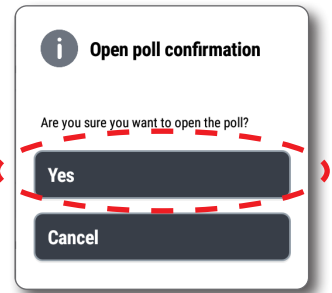 Open poll confirmation
Are you sure you want to open the poll?
Yes
Cancel